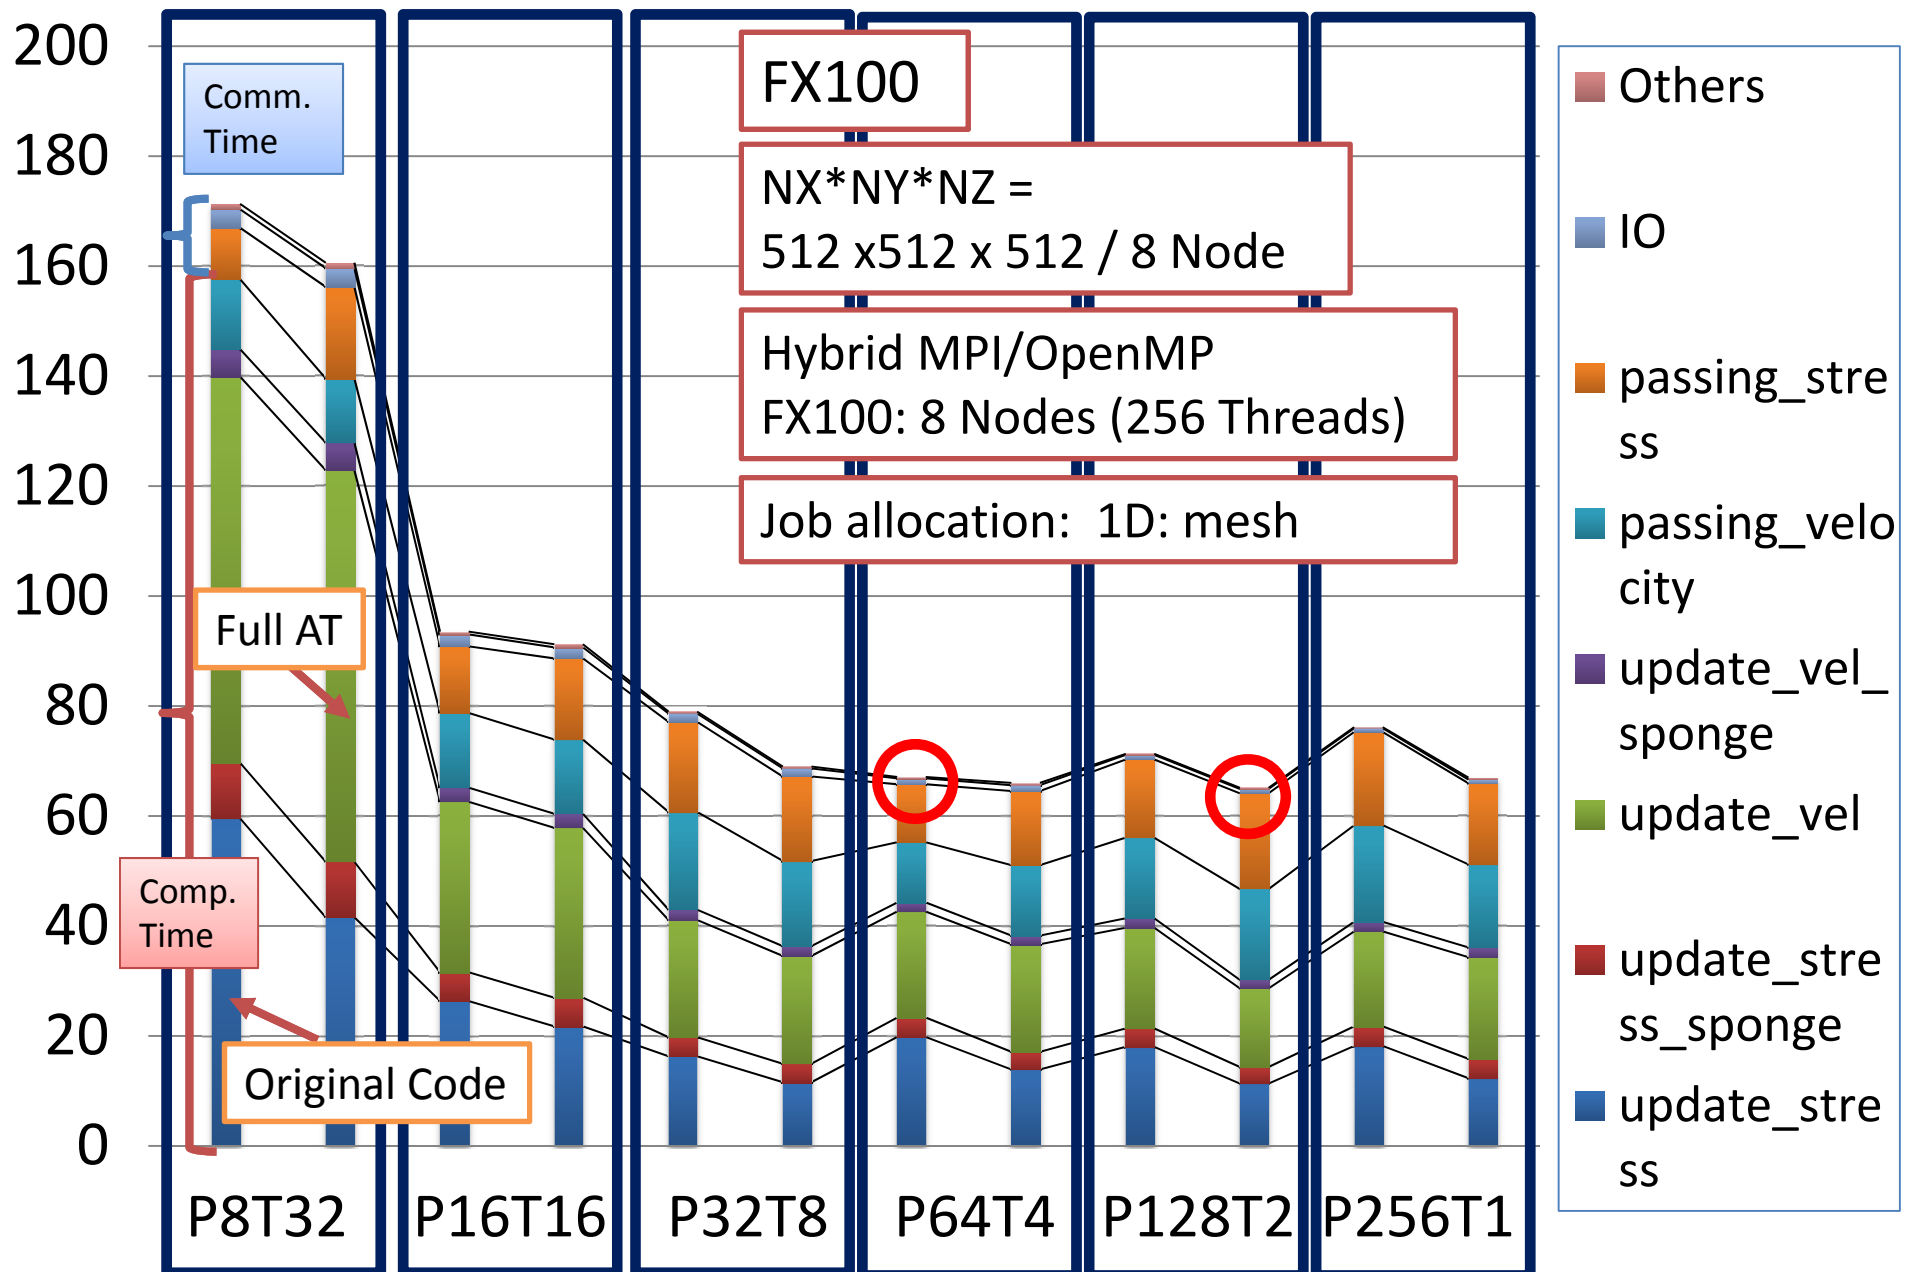 200
180
160
140
120
100
80
60
40
20
0
Comm.
Time
Full AT
Comp.
Time
Original Code
FX100
NX*NY*NZ =
512 x512 x 512 / 8 Node
Hybrid MPI/OpenMP
FX100: 8 Nodes (256 Threads)
Job allocation:  1D: mesh
P8T32
P16T16
P32T8
P64T4
P128T2
P256T1
Others
IO
passing_stre
ss
passing_velo
city
update_vel_
sponge
update_vel
update_stre
ss_sponge
update_stre
ss